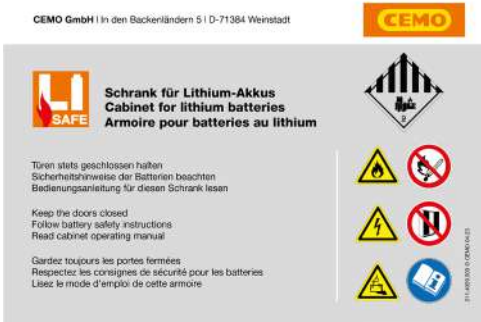 CEMO GmbH I In den Backenländern 5 I D-71384 Weinstadt
CEMO
LI
SAFE
Schrank für Lithium-Akkus
Cabinet for lithium batteries
Armoire pour batteries au lithium
9
Türen stets geschlossen halten
Sicherheitshinweise der Batterien beachten
Bedienungsanleitung für diesen Schrank lesen
Keep the doors closed
Follow battery safety instructions
Read cabinet operating manual
Gardez toujours les portes fermées
Respectez les consignes de sécurité pour les batteries
Lisez le mode d'emploi de cette armoire